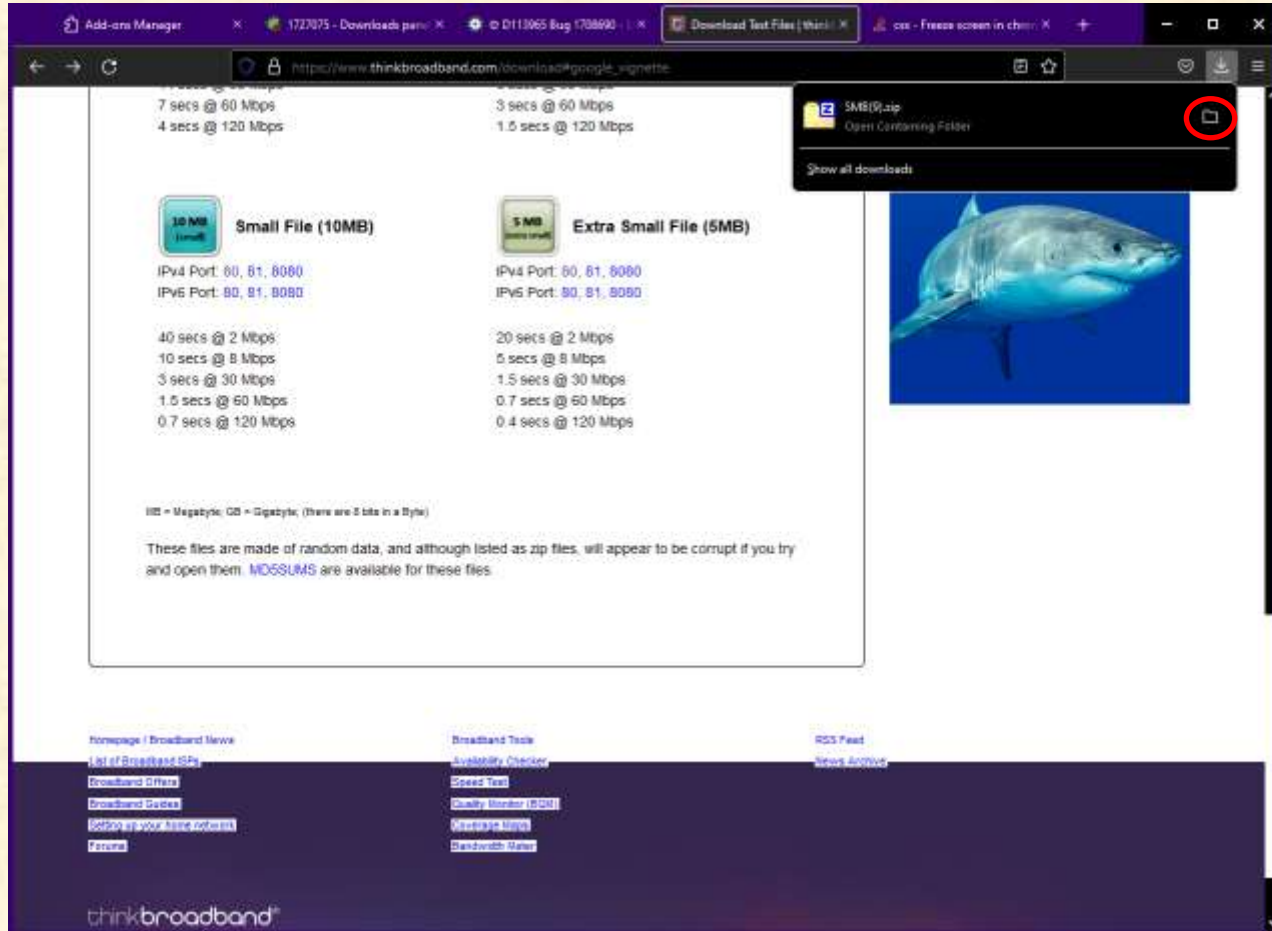 Add-ons Manager
1727075 - Downloads pane
D113965 Bug 1708690 -
Download Test Files | think
css - Freeze screen in chro
https://www.thinkbroadband.com/download#google_vignette
7 secs @ 60 Mbps
4 secs @ 120 Mbps
3 secs @ 60 Mbps
1.5 secs @ 120 Mbps
5MB(9).zip
Open Containing Folder
Show all downloads
10 MB
(small)
Small File (10MB)
5 MB
(extra small)
Extra Small File (5MB)
IPv4 Port: 80, 81, 8080
IPv6 Port: 80, 81, 8080
IPv4 Port: 80, 81, 8080
IPv6 Port: 80, 81, 8080
40 secs @ 2 Mbps
10 secs @ 8 Mbps
3 secs @ 30 Mbps
1.5 secs @ 60 Mbps
0.7 secs @ 120 Mbps
20 secs @ 2 Mbps
5 secs @ 8 Mbps
1.5 secs @ 30 Mbps
0.7 secs @ 60 Mbps
0.4 secs @ 120 Mbps
MB = Megabyte; GB = Gigabyte; (there are 8 bits in a Byte)
These files are made of random data, and although listed as zip files, will appear to be corrupt if you try
and open them. MD5SUMS are available for these files.
Homepage / Broadband News
List of Broadband ISPs
Broadband Offers
Broadband Guides
Setting up your home network
Forums
Broadband Tools
Availability Checker
Speed Test
Quality Monitor (BQM)
Coverage Maps
Bandwidth Meter
RSS Feed
News Archive
thinkbroadband